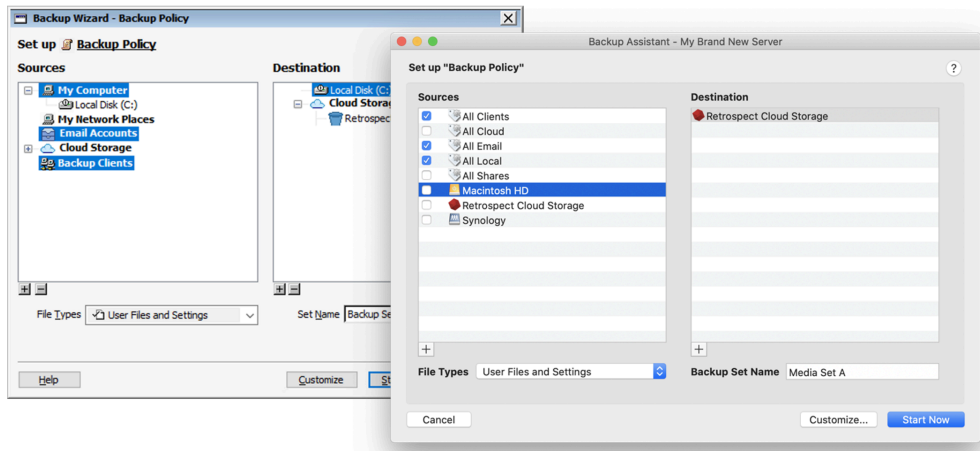 Backup Wizard - Backup Policy
Set up Backup Policy
Sources
Destination
My Computer
Local Disk (C:)
My Network Places
Email Accounts
Cloud Storage
Backup Clients
Local Disk (C:
Cloud
File Types
User Files and Settings
Set Name
Backup
Help
Customize
Backup Assistant - My Brand New Server
Set up "Backup Policy"
?
Sources
Destination
All Clients
All Cloud
All Email
All Local
All Shares
Macintosh HD
Retrospect Cloud Storage
Synology
Retrospect Cloud Storage
File Types
User Files and Settings
Backup Set Name
Media Set A
Cancel
Customize...
Start Now